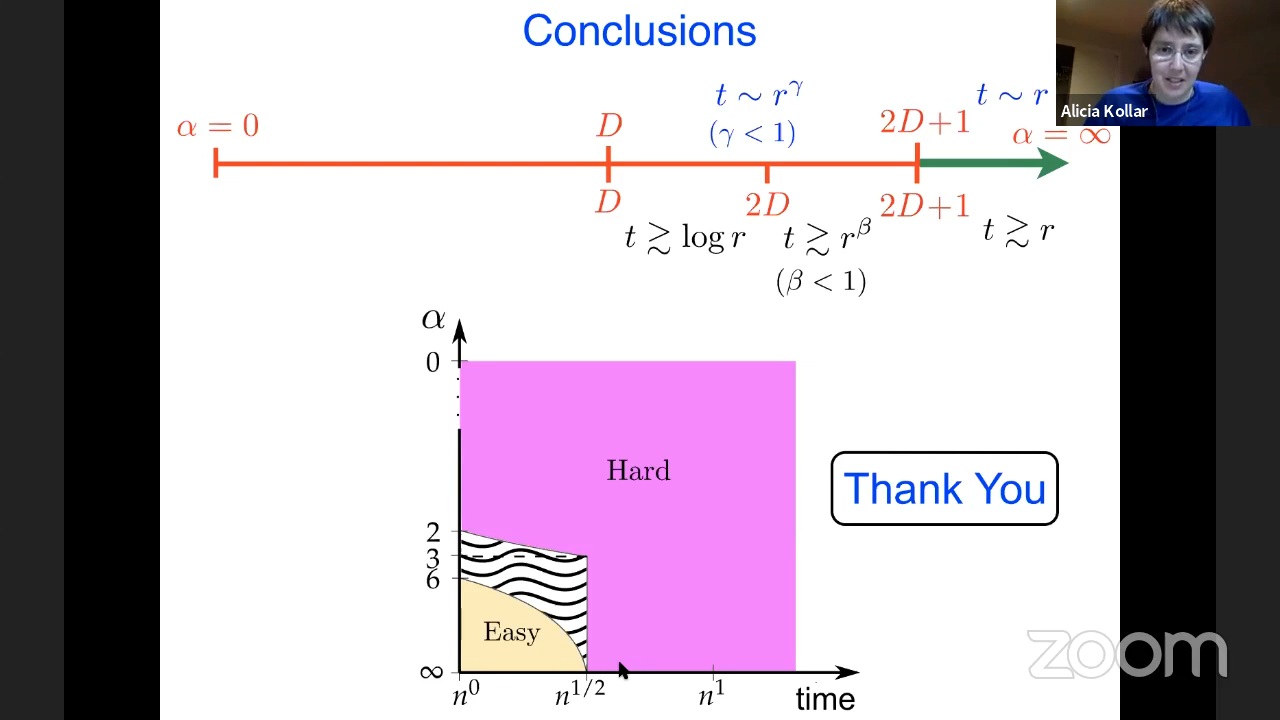 Conclusions
t ∼ r^γ
(γ < 1)
t ∼ r
Alicia Kollar
α = 0
D
2D+1
α = ∞
D
2D
2D+1
t ≳ log r
t ≳ r^β
(β < 1)
t ≳ r
α
0
Hard
Thank You
2
3
6
Easy
∞
n^0
n^{1/2}
n^1
time
zoom